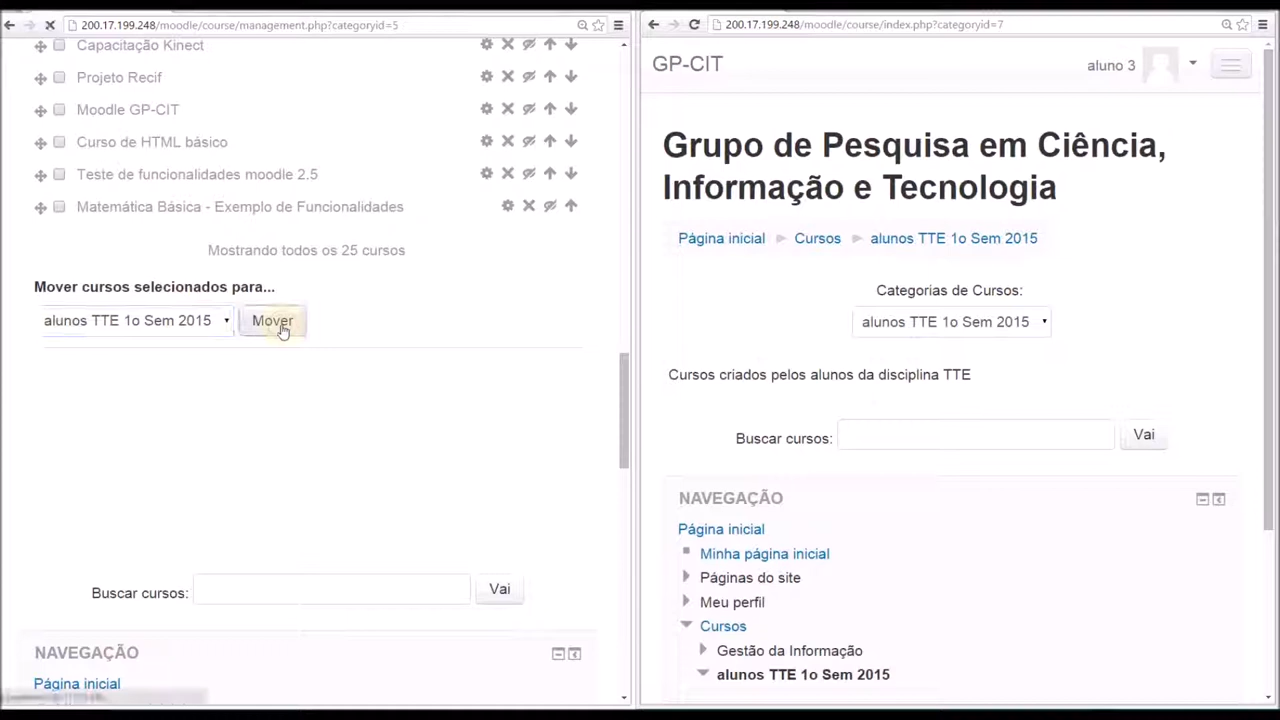 200.17.199.248/moodle/course/management.php?categoryid=5
Capacitação Kinect
Projeto Recif
Moodle GP-CIT
Curso de HTML básico
Teste de funcionalidades moodle 2.5
Matemática Básica - Exemplo de Funcionalidades
Mostrando todos os 25 cursos
Mover cursos selecionados para...
alunos TTE 1o Sem 2015
Mover
Buscar cursos:
Vai
NAVEGAÇÃO
Página inicial
200.17.199.248/moodle/course/index.php?categoryid=7
GP-CIT
aluno 3
Grupo de Pesquisa em Ciência,
Informação e Tecnologia
Página inicial Cursos alunos TTE 1o Sem 2015
Categorias de Cursos:
alunos TTE 1o Sem 2015
Cursos criados pelos alunos da disciplina TTE
Buscar cursos:
Vai
NAVEGAÇÃO
Página inicial
Minha página inicial
Páginas do site
Meu perfil
Cursos
Gestão da Informação
alunos TTE 1o Sem 2015